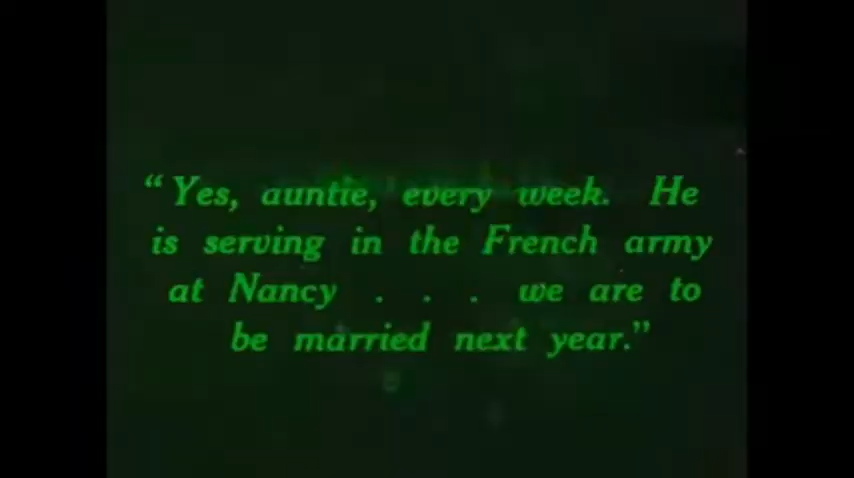 “Yes, auntie, every week. He
is serving in the French army
at Nancy . . . we are to
be married next year.”